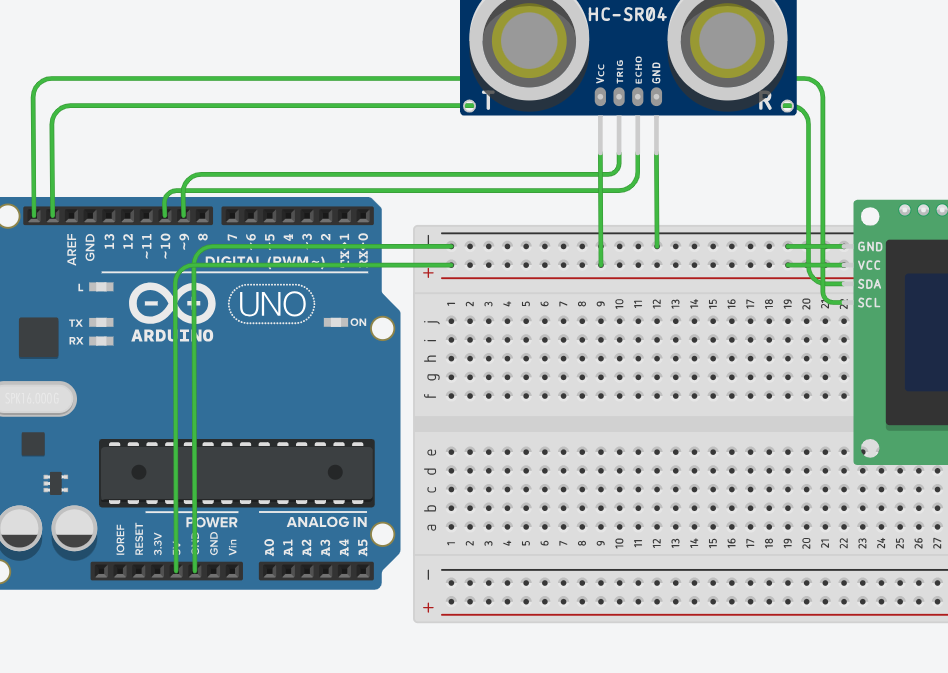 HC-SR04
VCC
TRIG
ECHO
GND
T
R
AREF
GND
13
12
~11
~10
~9
8
7
~6
~5
4
~3
2
TX→1
RX←0
DIGITAL (PWM~)
L
TX
RX
ARDUINO
UNO
ON
SPK16.000G
IOREF
RESET
3.3V
5V
GND
GND
Vin
POWER
ANALOG IN
A0
A1
A2
A3
A4
A5
GND
VCC
SDA
SCL
−
+
1 2 3 4 5 6 7 8 9 10 11 12 13 14 15 16 17 18 19 20 21
j
i
h
g
f
e
d
c
b
a
1 2 3 4 5 6 7 8 9 10 11 12 13 14 15 16 17 18 19 20 21 22 23 24 25 26 27
−
+